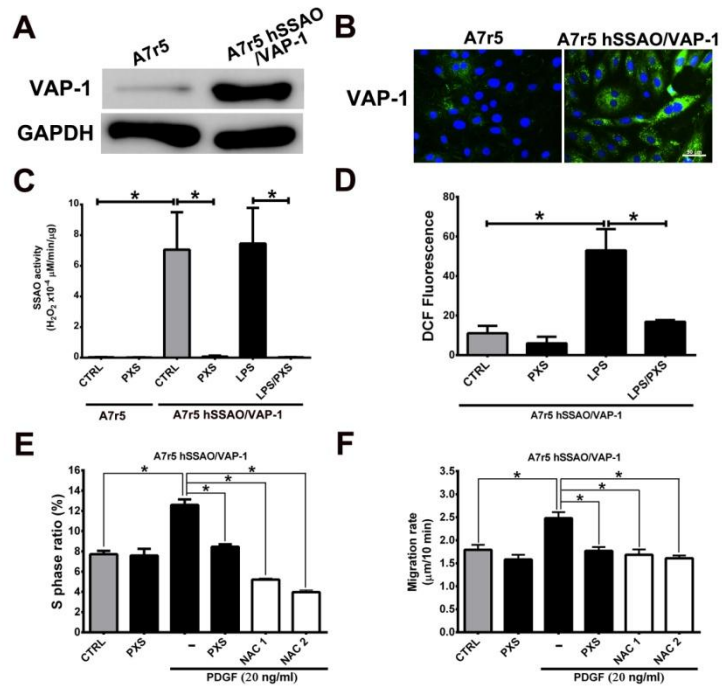 A
A7r5
A7r5 hSSAO
/VAP-1
VAP-1
GAPDH
B
A7r5
A7r5 hSSAO/VAP-1
VAP-1
50 µm
C
SSAO activity
(H₂O₂ x10⁻⁴ µM/min/µg)
10
8
6
4
2
0
*
*
*
CTRL
PXS
CTRL
PXS
LPS
LPS/PXS
A7r5
A7r5 hSSAO/VAP-1
D
DCF Fluorescence
80
60
40
20
0
*
*
CTRL
PXS
LPS
LPS/PXS
A7r5 hSSAO/VAP-1
E
A7r5 hSSAO/VAP-1
S phase ratio (%)
16
14
12
10
8
6
4
2
0
*
*
*
*
CTRL
PXS
–
PXS
NAC 1
NAC 2
PDGF (20 ng/ml)
F
A7r5 hSSAO/VAP-1
Migration rate
(µm/10 min)
3.5
3.0
2.5
2.0
1.5
1.0
0.5
0.0
*
*
*
*
CTRL
PXS
–
PXS
NAC 1
NAC 2
PDGF (20 ng/ml)